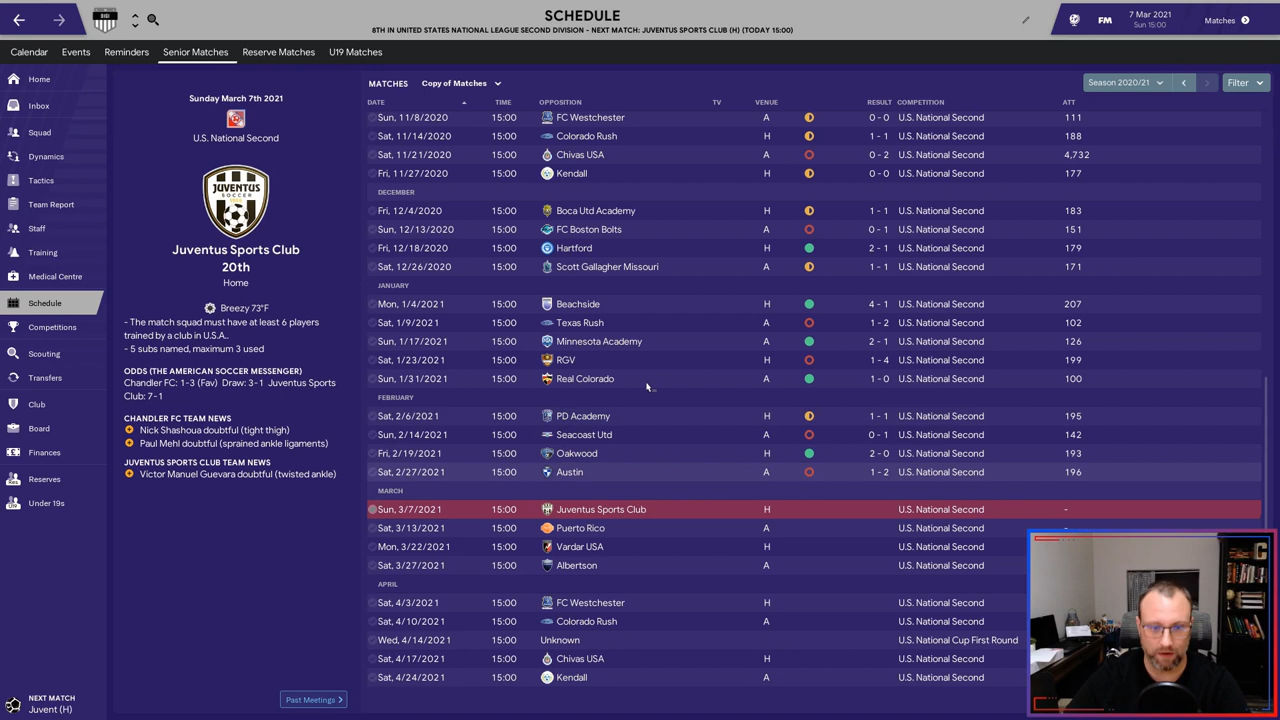 SCHEDULE
8TH IN UNITED STATES NATIONAL LEAGUE SECOND DIVISION - NEXT MATCH: JUVENTUS SPORTS CLUB (H) (TODAY 15:00)
FM
7 Mar 2021
Sun 15:00
Matches
Calendar Events Reminders Senior Matches Reserve Matches U19 Matches
Home
Inbox
Squad
Dynamics
Tactics
Team Report
Staff
Training
Medical Centre
Schedule
Competitions
Scouting
Transfers
Club
Board
Finances
Reserves
Under 19s
NEXT MATCH
Juvent (H)
Sunday March 7th 2021
U.S. National Second
JUVENTUS
SOCCER
Juventus Sports Club
20th
Home
Breezy 73°F
- The match squad must have at least 6 players
trained by a club in U.S.A..
- 5 subs named, maximum 3 used
ODDS (THE AMERICAN SOCCER MESSENGER)
Chandler FC: 1-3 (Fav) Draw: 3-1 Juventus Sports
Club: 7-1
CHANDLER FC TEAM NEWS
Nick Shashoua doubtful (tight thigh)
Paul Mehl doubtful (sprained ankle ligaments)
JUVENTUS SPORTS CLUB TEAM NEWS
Víctor Manuel Guevara doubtful (twisted ankle)
Past Meetings
MATCHES Copy of Matches Season 2020/21 Filter
DATE TIME OPPOSITION TV VENUE RESULT COMPETITION ATT
Sun, 11/8/2020 15:00 FC Westchester A 0 - 0 U.S. National Second 111
Sat, 11/14/2020 15:00 Colorado Rush H 1 - 1 U.S. National Second 188
Sat, 11/21/2020 15:00 Chivas USA A 0 - 2 U.S. National Second 4,732
Fri, 11/27/2020 15:00 Kendall H 0 - 0 U.S. National Second 177
DECEMBER
Fri, 12/4/2020 15:00 Boca Utd Academy H 1 - 1 U.S. National Second 183
Sun, 12/13/2020 15:00 FC Boston Bolts A 0 - 1 U.S. National Second 151
Fri, 12/18/2020 15:00 Hartford H 2 - 1 U.S. National Second 179
Sat, 12/26/2020 15:00 Scott Gallagher Missouri A 1 - 1 U.S. National Second 171
JANUARY
Mon, 1/4/2021 15:00 Beachside H 4 - 1 U.S. National Second 207
Sat, 1/9/2021 15:00 Texas Rush A 1 - 2 U.S. National Second 102
Sun, 1/17/2021 15:00 Minnesota Academy A 2 - 1 U.S. National Second 126
Sat, 1/23/2021 15:00 RGV H 1 - 4 U.S. National Second 199
Sun, 1/31/2021 15:00 Real Colorado A 1 - 0 U.S. National Second 100
FEBRUARY
Sat, 2/6/2021 15:00 PD Academy H 1 - 1 U.S. National Second 195
Sun, 2/14/2021 15:00 Seacoast Utd A 0 - 1 U.S. National Second 142
Fri, 2/19/2021 15:00 Oakwood H 2 - 0 U.S. National Second 193
Sat, 2/27/2021 15:00 Austin A 1 - 2 U.S. National Second 196
MARCH
Sun, 3/7/2021 15:00 Juventus Sports Club H U.S. National Second -
Sat, 3/13/2021 15:00 Puerto Rico A U.S. National Second -
Mon, 3/22/2021 15:00 Vardar USA H U.S. National Second
Sat, 3/27/2021 15:00 Albertson A U.S. National Second
APRIL
Sat, 4/3/2021 15:00 FC Westchester H U.S. National Second
Sat, 4/10/2021 15:00 Colorado Rush A U.S. National Second
Wed, 4/14/2021 15:00 Unknown U.S. National Cup First Round
Sat, 4/17/2021 15:00 Chivas USA H U.S. National Second
Sat, 4/24/2021 15:00 Kendall A U.S. National Second